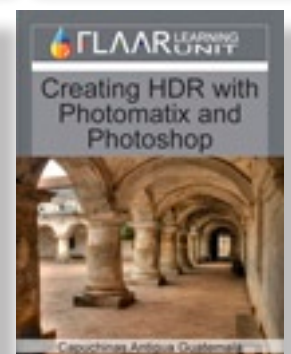 FLAAR LEARNING
UNIT
Creating HDR with
Photomatix and
Photoshop
Capuchinas Antigua Guatemala